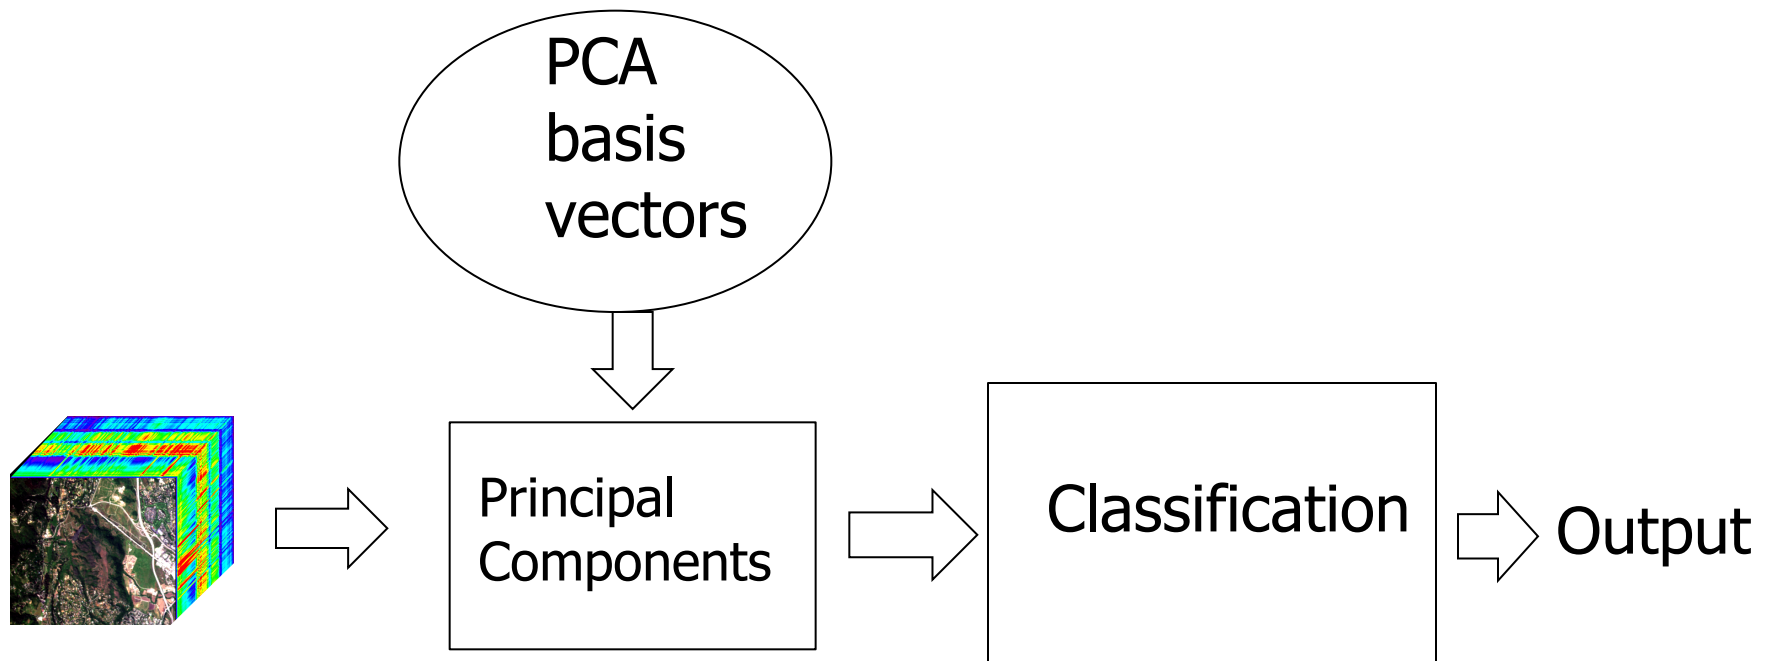 PCA
basis
vectors
Principal
Components
Classification
Output